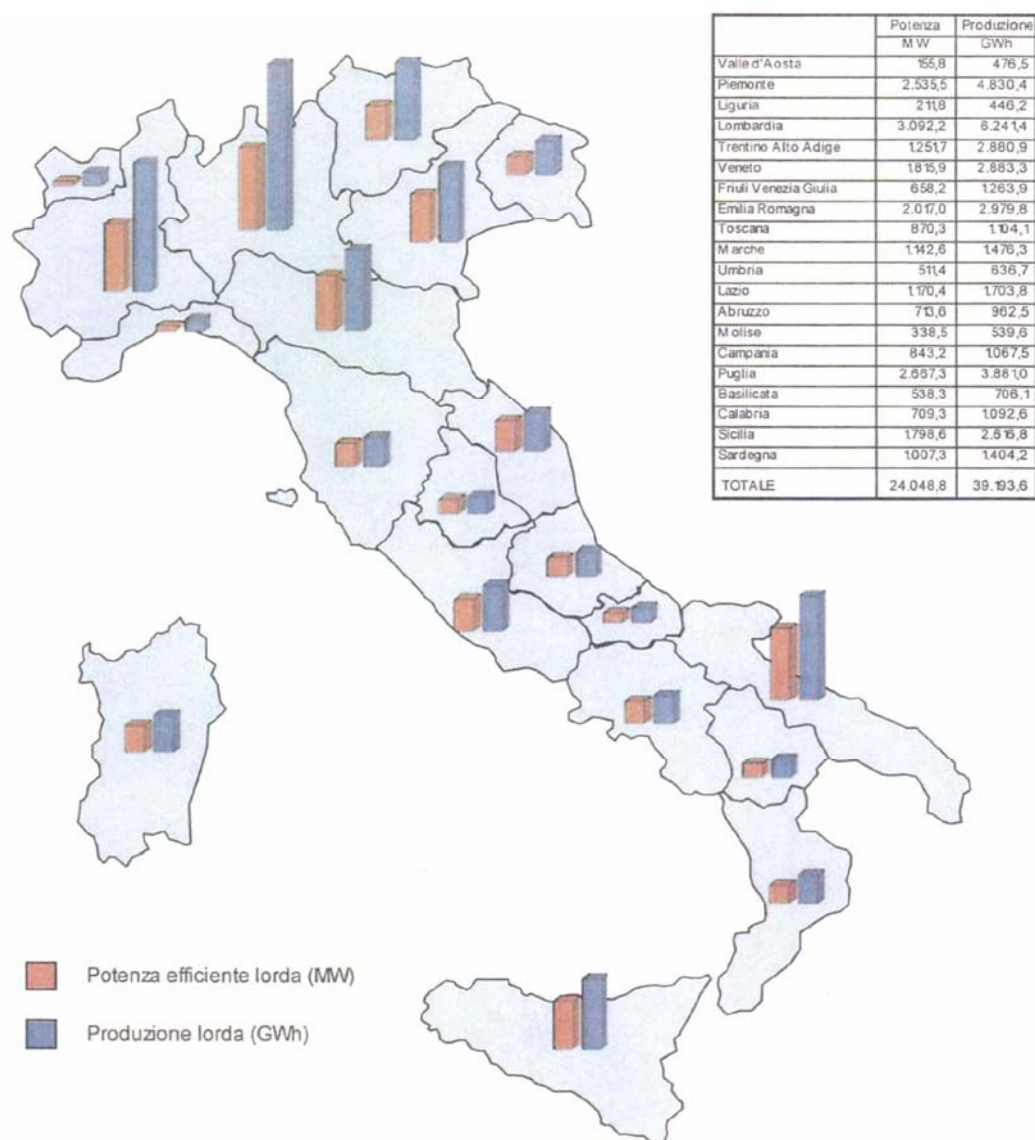 Potenza Produzione
MW GWh
Valle d'Aosta 155,8 476,5
Piemonte 2.535,5 4.830,4
Liguria 211,8 446,2
Lombardia 3.092,2 6.241,4
Trentino Alto Adige 1.251,7 2.880,9
Veneto 1.815,9 2.883,3
Friuli Venezia Giulia 658,2 1.263,9
Emilia Romagna 2.017,0 2.979,8
Toscana 870,3 1.104,1
Marche 1.142,6 1.476,3
Umbria 511,4 636,7
Lazio 1.170,4 1.703,8
Abruzzo 713,6 962,5
Molise 338,5 539,6
Campania 843,2 1.067,5
Puglia 2.667,3 3.881,0
Basilicata 538,3 706,1
Calabria 709,3 1.092,6
Sicilia 1.798,6 2.616,8
Sardegna 1.007,3 1.404,2
TOTALE 24.048,8 39.193,6
Potenza efficiente lorda (MW)
Produzione lorda (GWh)